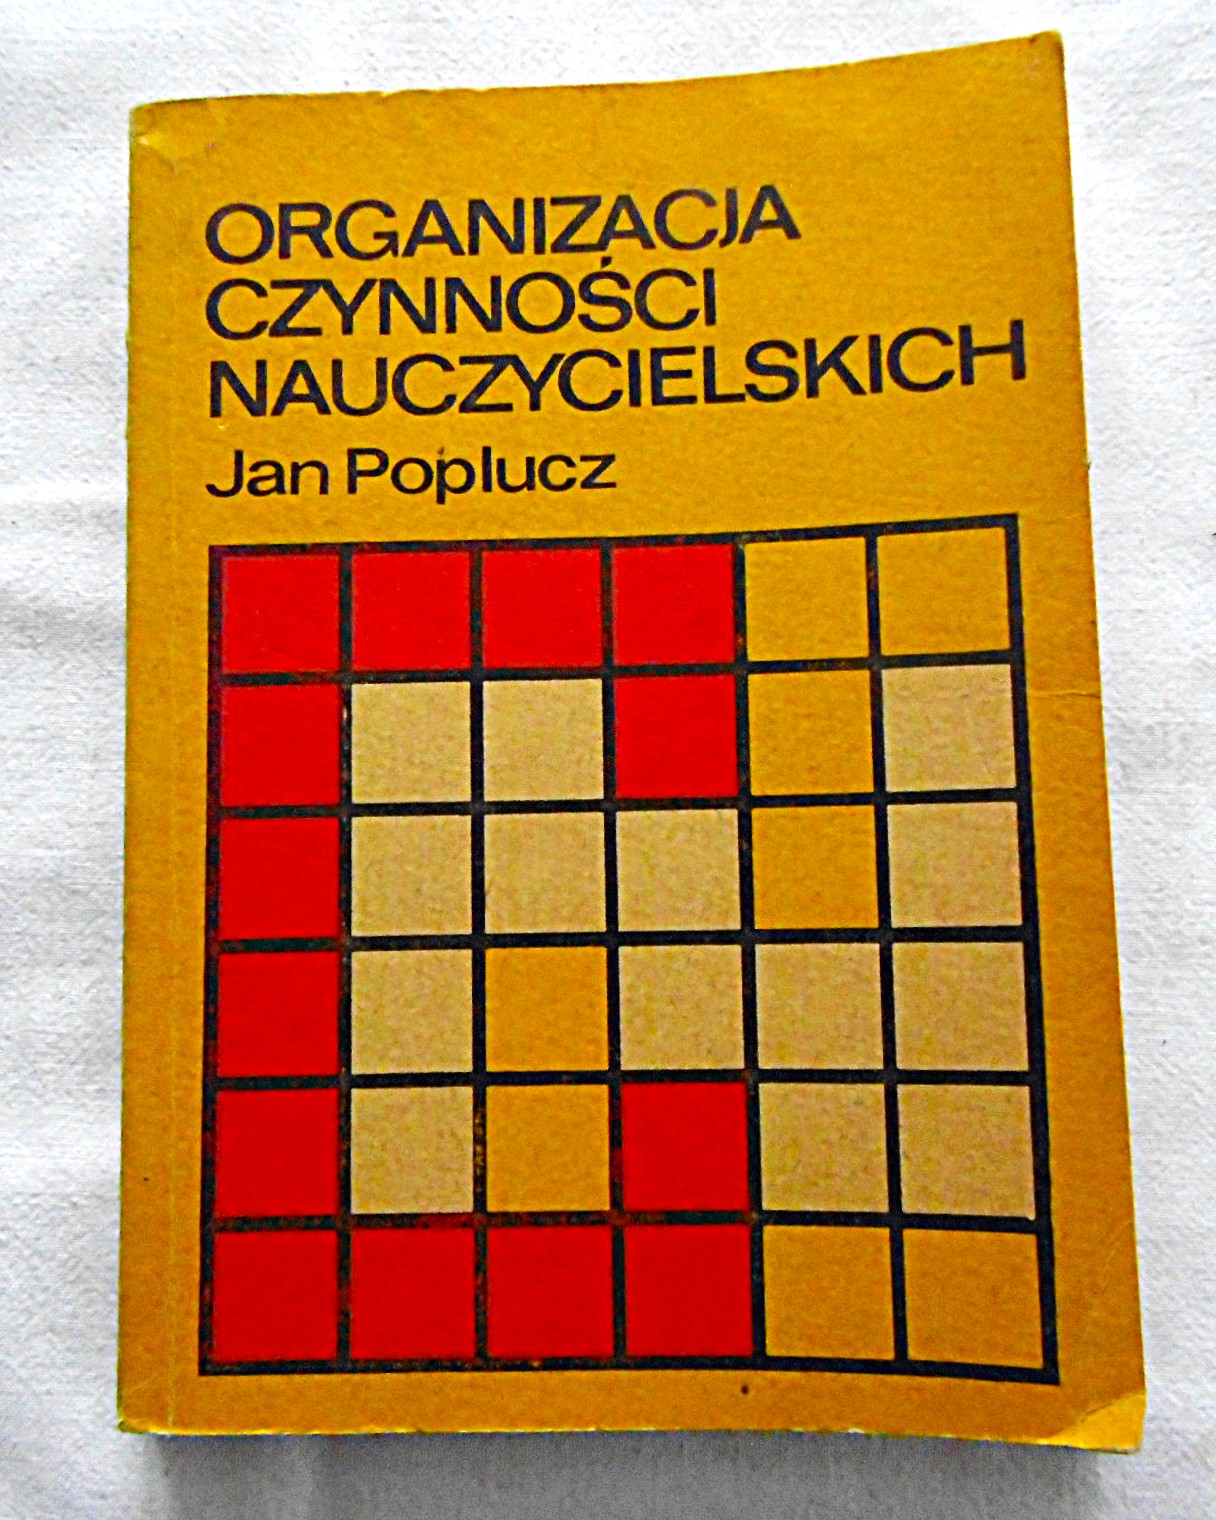 ORGANIZACJA
CZYNNOŚCI
NAUCZYCIELSKICH
Jan Poplucz